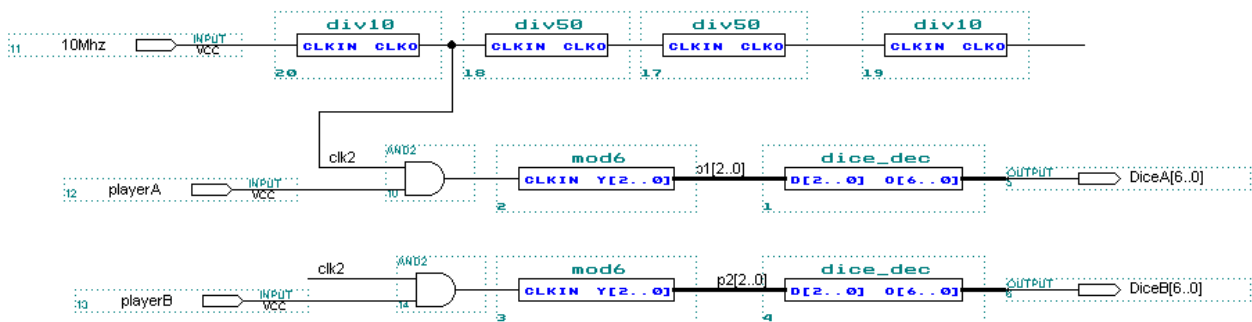 div10 div50 div50 div10
11 10Mhz INPUT VCC CLKIN CLKO CLKIN CLKO CLKIN CLKO CLKIN CLKO
20 18 17 19
clk2 AND2 mod6 dice_dec
12 playerA INPUT VCC 10 CLKIN Y[2..0] p1[2..0] D[2..0] O[6..0] OUTPUT 5 DiceA[6..0]
2 1
clk2 AND2 mod6 dice_dec
13 playerB INPUT VCC 14 CLKIN Y[2..0] p2[2..0] D[2..0] O[6..0] OUTPUT 6 DiceB[6..0]
3 4